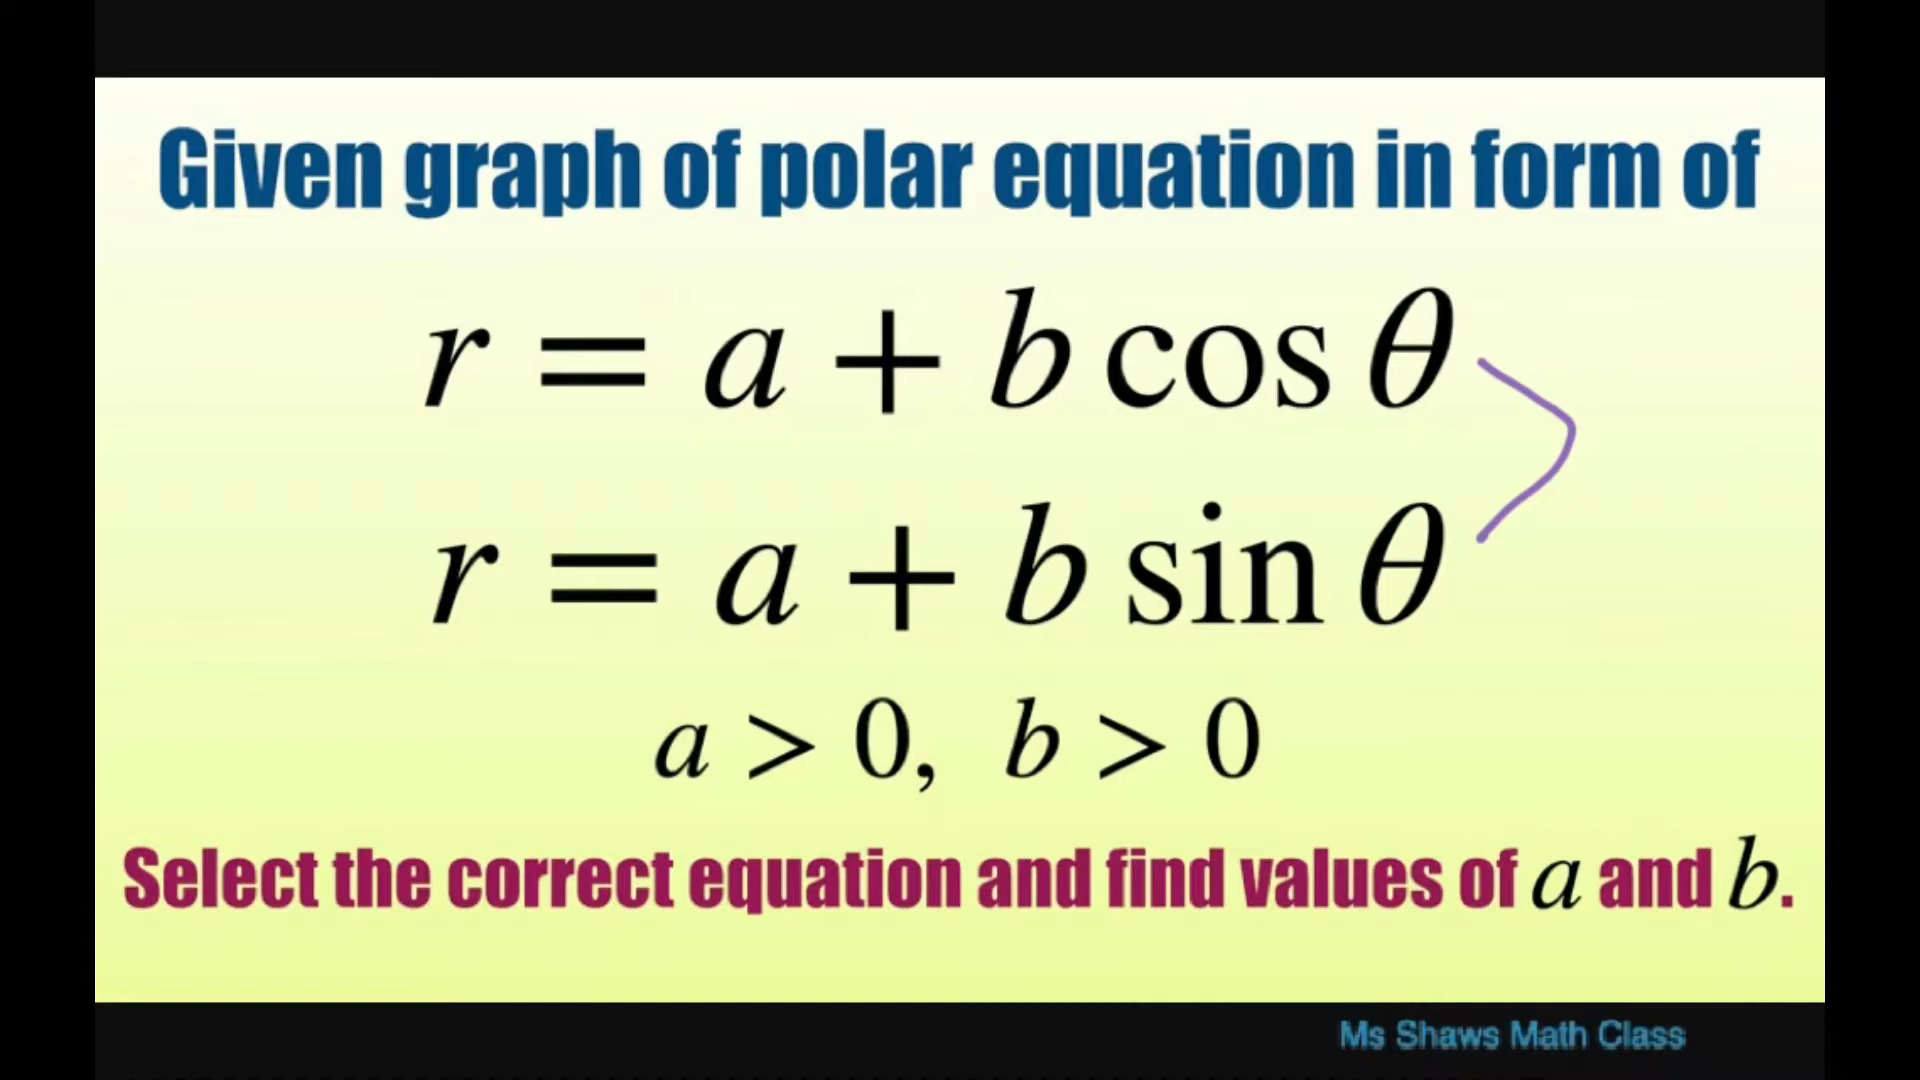 Given graph of polar equation in form of
r = a + b cos θ
r = a + b sin θ
a > 0, b > 0
Select the correct equation and find values of a and b.
Ms Shaws Math Class